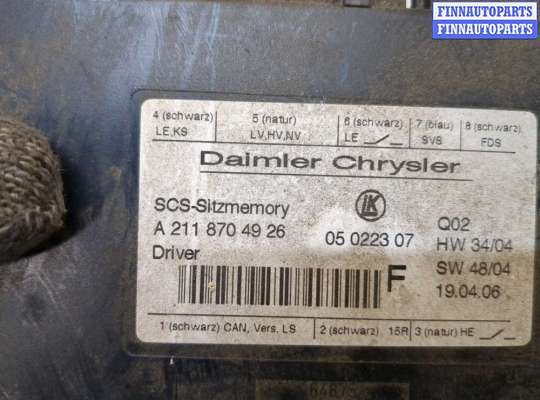 FINNAUTOPARTS
FINNAUTOPARTS
4 (schwarz) 5 (natur) 6 (schwarz) 7 (blau) 8 (schwarz)
LE,KS LV,HV,NV LE SVS FDS
Daimler Chrysler
SCS-Sitzmemory LK Q02
A 211 870 49 26 05 0223 07 HW 34/04
Driver F SW 48/04
19.04.06
1 (schwarz) CAN, Vers. LS 2 (schwarz) 15R 3 (natur) HE